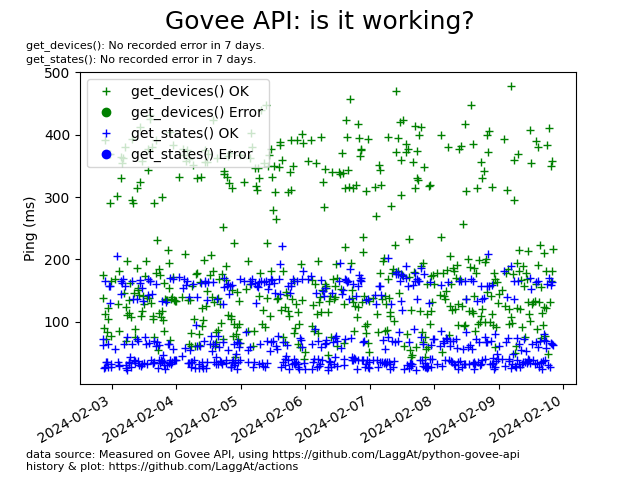 Govee API: is it working?
get_devices(): No recorded error in 7 days.
get_states(): No recorded error in 7 days.
500
400
300
200
100
Ping (ms)
get_devices() OK
get_devices() Error
get_states() OK
get_states() Error
2024-02-03
2024-02-04
2024-02-05
2024-02-06
2024-02-07
2024-02-08
2024-02-09
2024-02-10
data source: Measured on Govee API, using https://github.com/LaggAt/python-govee-api
history & plot: https://github.com/LaggAt/actions